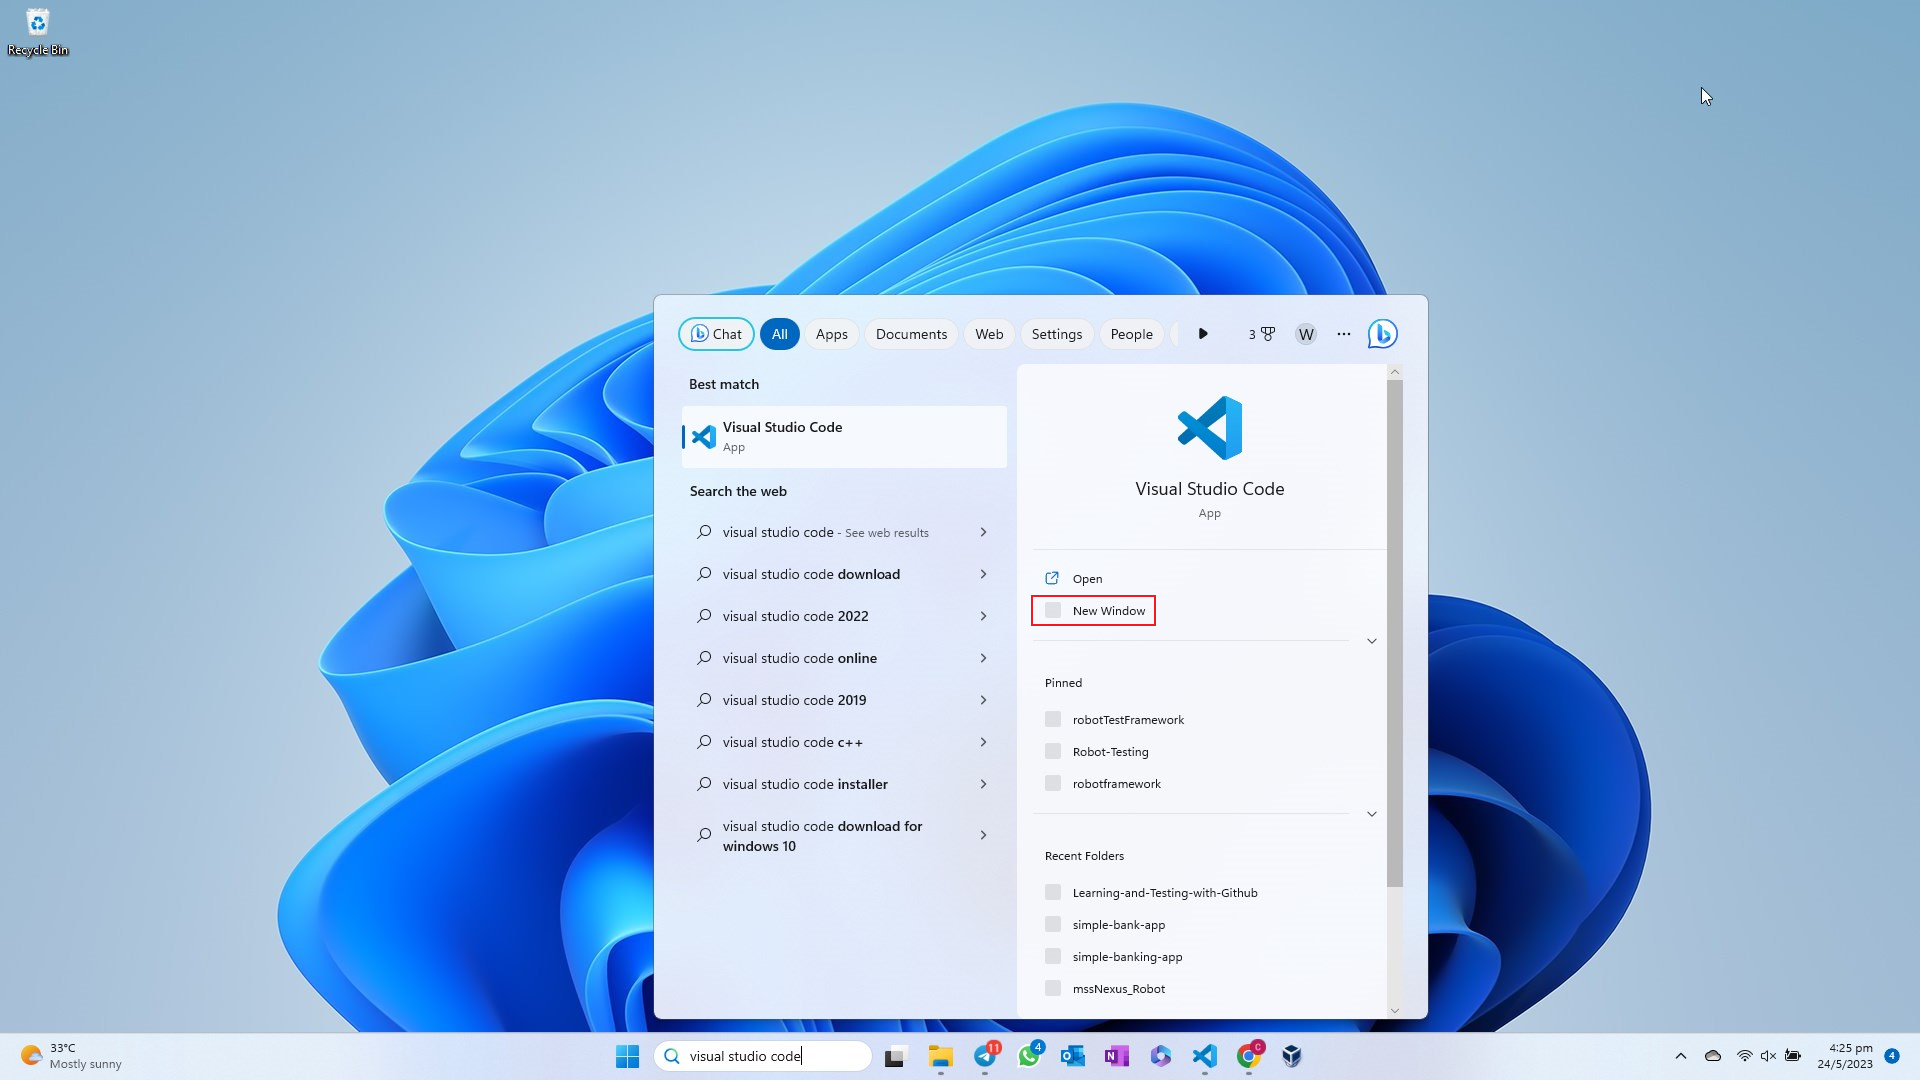 Recycle Bin
Chat
All
Apps
Documents
Web
Settings
People
3
W
Best match
Visual Studio Code
App
Search the web
visual studio code - See web results
visual studio code download
visual studio code 2022
visual studio code online
visual studio code 2019
visual studio code c++
visual studio code installer
visual studio code download for
windows 10
Visual Studio Code
App
Open
New Window
Pinned
robotTestFramework
Robot-Testing
robotframework
Recent Folders
Learning-and-Testing-with-Github
simple-bank-app
simple-banking-app
mssNexus_Robot
33°C
Mostly sunny
visual studio code
11
4
N
C
4:25 pm
24/5/2023
4